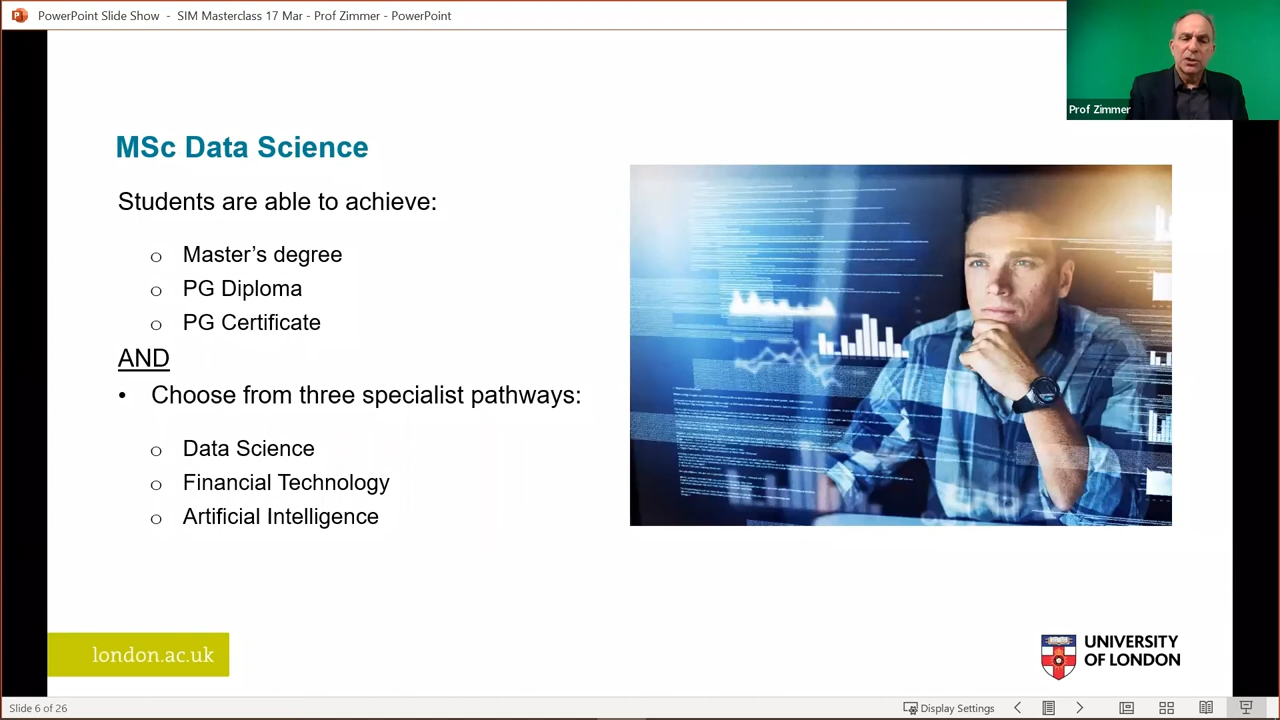 PowerPoint Slide Show - SIM Masterclass 17 Mar - Prof Zimmer - PowerPoint
Prof Zimmer
MSc Data Science
Students are able to achieve:
o Master’s degree
o PG Diploma
o PG Certificate
AND
• Choose from three specialist pathways:
o Data Science
o Financial Technology
o Artificial Intelligence
london.ac.uk
UNIVERSITY
OF LONDON
Slide 6 of 26
Display Settings